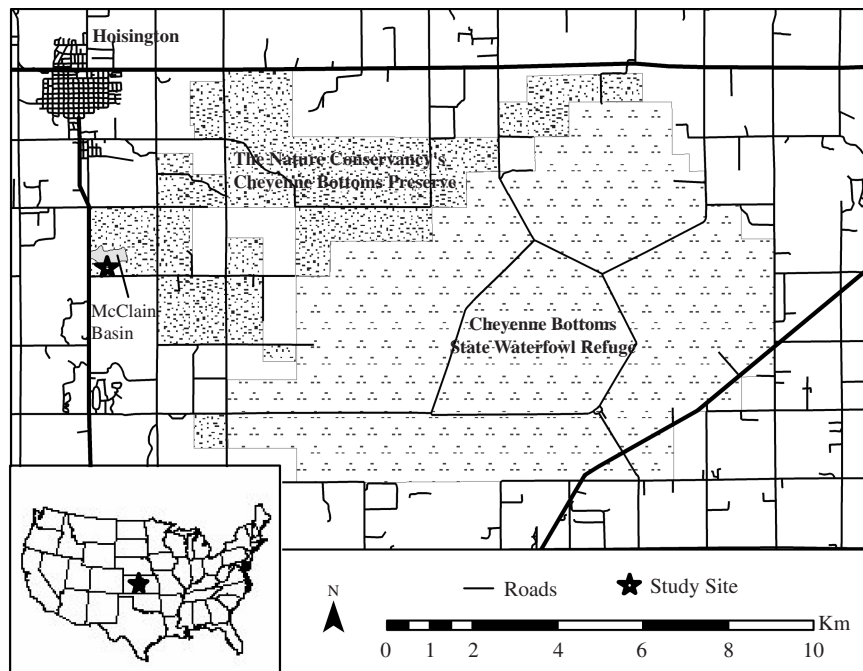 Hoisington
The Nature Conservancy's
Cheyenne Bottoms Preserve
McClain
Basin
Cheyenne Bottoms
State Waterfowl Refuge
N
Roads
Study Site
Km
0 1 2 4 6 8 10